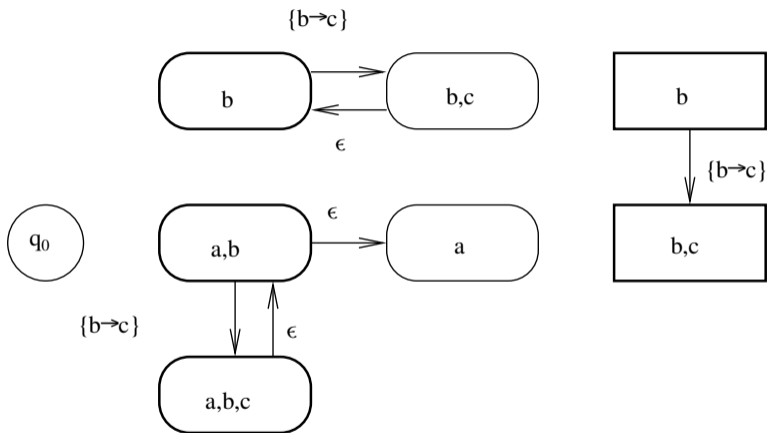 {b→c}
b
b,c
b
ϵ
{b→c}
ϵ
q₀
a,b
a
b,c
{b→c}
ϵ
a,b,c